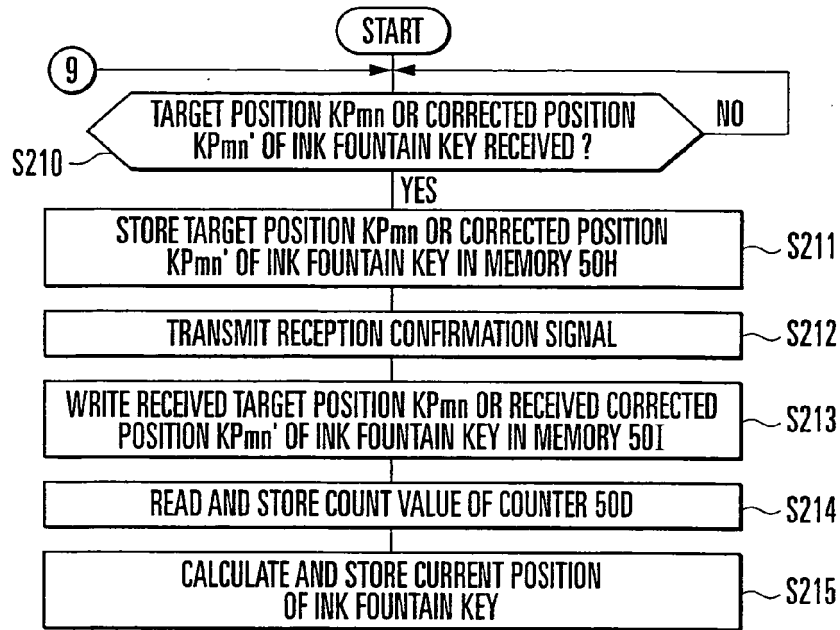 START
9
TARGET POSITION KPmn OR CORRECTED POSITION
KPmn' OF INK FOUNTAIN KEY RECEIVED ?
NO
S210
YES
STORE TARGET POSITION KPmn OR CORRECTED POSITION
KPmn' OF INK FOUNTAIN KEY IN MEMORY 50H
S211
TRANSMIT RECEPTION CONFIRMATION SIGNAL
S212
WRITE RECEIVED TARGET POSITION KPmn OR RECEIVED CORRECTED
POSITION KPmn' OF INK FOUNTAIN KEY IN MEMORY 50I
S213
READ AND STORE COUNT VALUE OF COUNTER 50D
S214
CALCULATE AND STORE CURRENT POSITION
OF INK FOUNTAIN KEY
S215